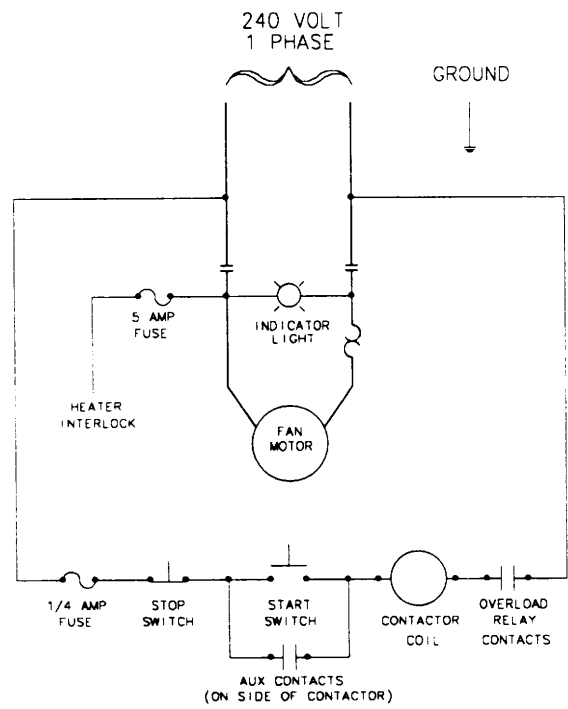 240 VOLT
1 PHASE
GROUND
5 AMP
FUSE
INDICATOR
LIGHT
HEATER
INTERLOCK
FAN
MOTOR
1/4 AMP
FUSE
STOP
SWITCH
START
SWITCH
CONTACTOR
COIL
OVERLOAD
RELAY
CONTACTS
AUX CONTACTS
(ON SIDE OF CONTACTOR)